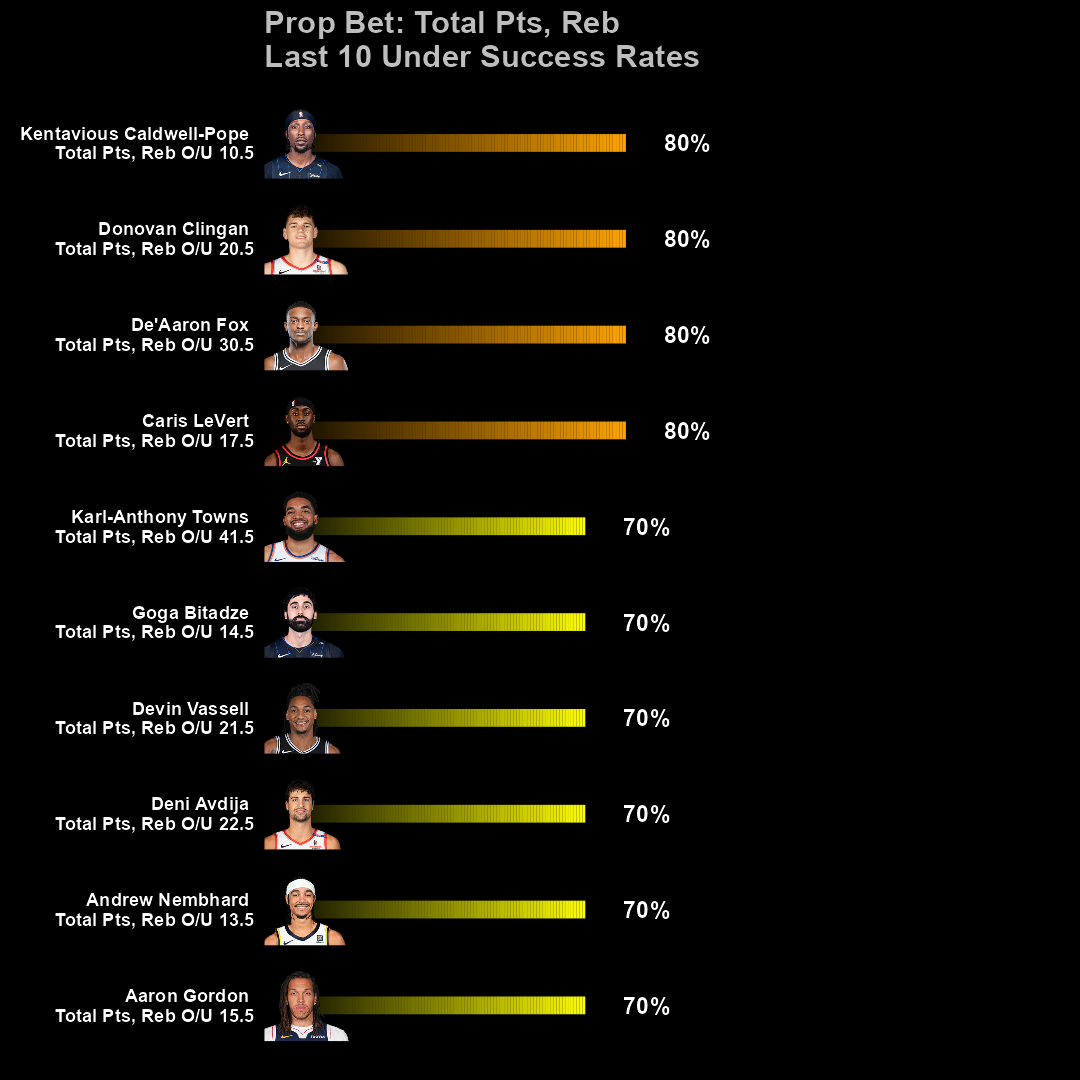 Prop Bet: Total Pts, Reb
Last 10 Under Success Rates
Kentavious Caldwell-Pope
Total Pts, Reb O/U 10.5
80%
Donovan Clingan
Total Pts, Reb O/U 20.5
80%
De'Aaron Fox
Total Pts, Reb O/U 30.5
80%
Caris LeVert
Total Pts, Reb O/U 17.5
80%
Karl-Anthony Towns
Total Pts, Reb O/U 41.5
70%
Goga Bitadze
Total Pts, Reb O/U 14.5
70%
Devin Vassell
Total Pts, Reb O/U 21.5
70%
Deni Avdija
Total Pts, Reb O/U 22.5
70%
Andrew Nembhard
Total Pts, Reb O/U 13.5
70%
Aaron Gordon
Total Pts, Reb O/U 15.5
70%